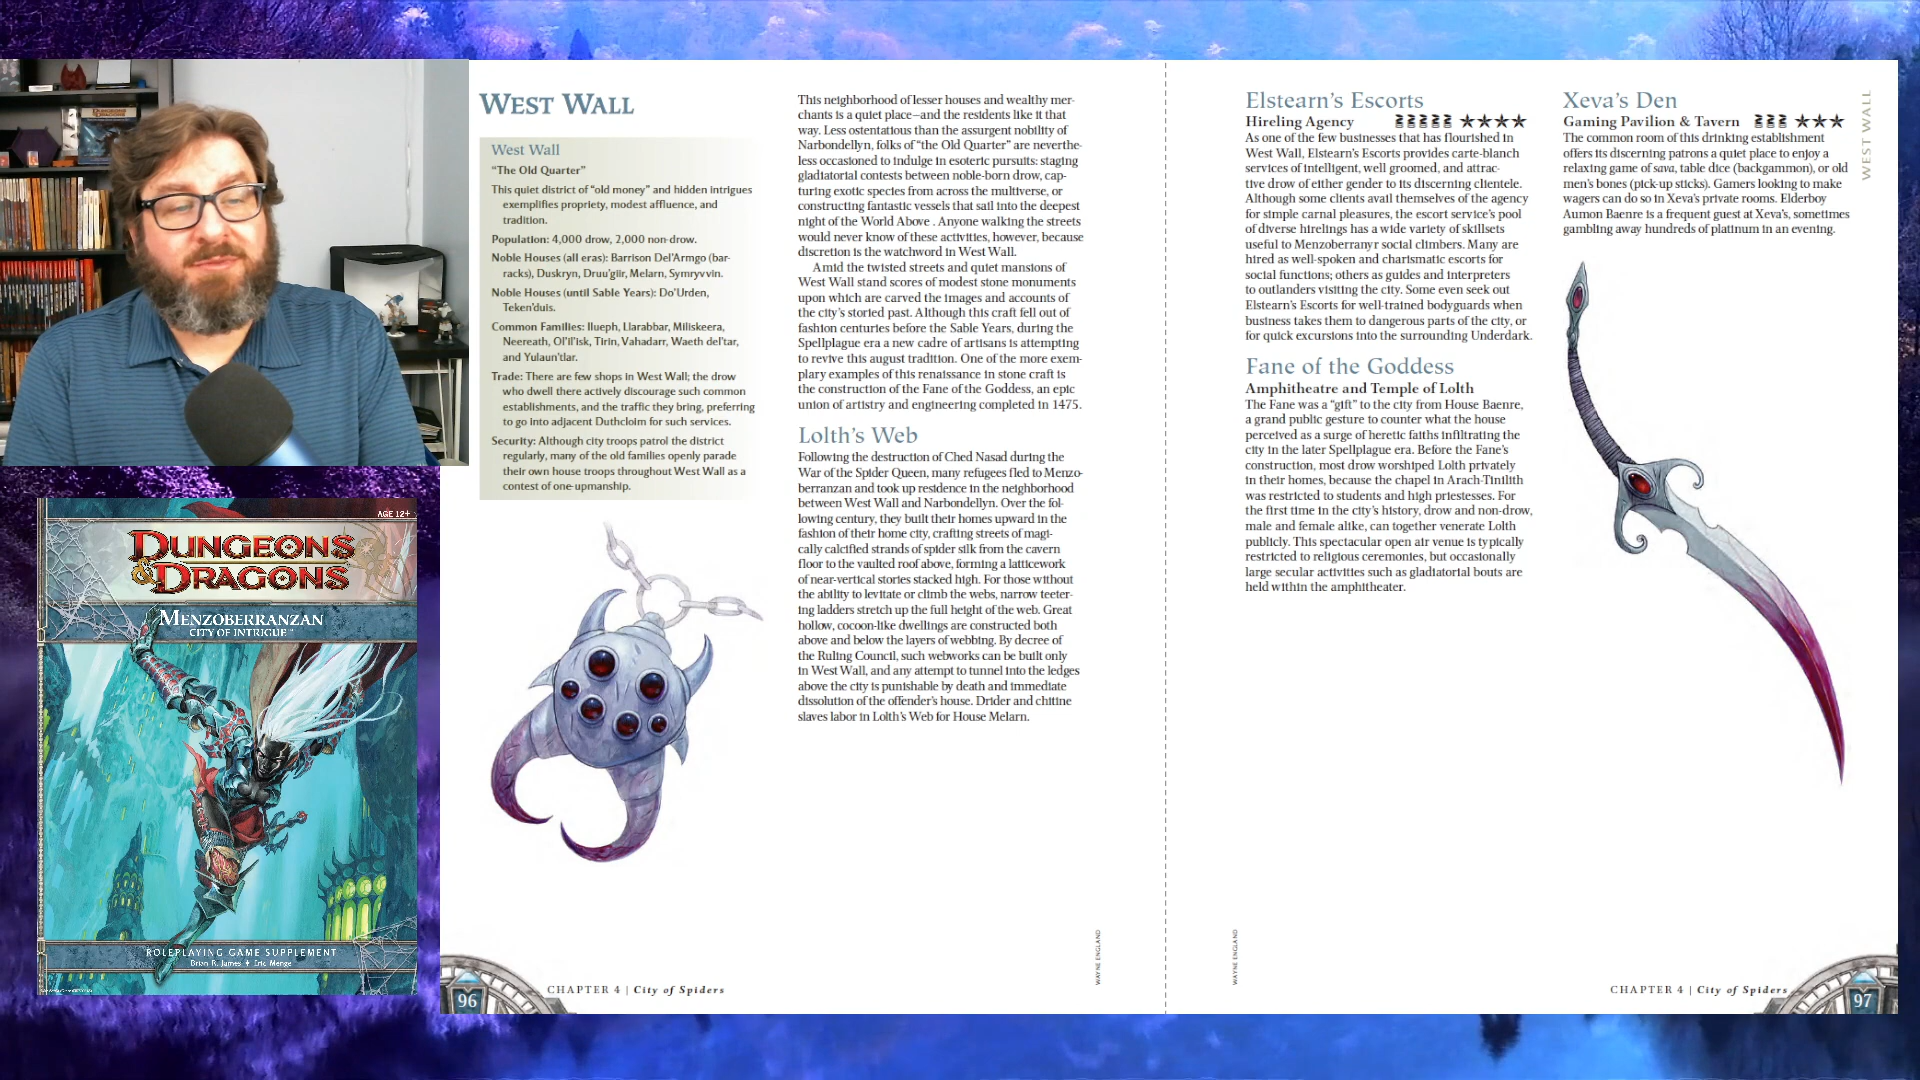 WEST WALL
West Wall
"The Old Quarter"
This quiet district of "old money" and hidden intrigues
exemplifies propriety, modest affluence, and
tradition.
Population: 4,000 drow, 2,000 non-drow.
Noble Houses (all eras): Barrison Del'Armgo (bar-
racks), Duskryn, Druu'giir, Melarn, Symryvvin.
Noble Houses (until Sable Years): Do'Urden,
Teken'duis.
Common Families: Ilueph, Llarabbar, Miliskeera,
Neereath, Ol'il'isk, Tirin, Vahadarr, Waeth del'tar,
and Yulaun'tlar.
Trade: There are few shops in West Wall; the drow
who dwell there actively discourage such common
establishments, and the traffic they bring, preferring
to go into adjacent Duthcloim for such services.
Security: Although city troops patrol the district
regularly, many of the old families openly parade
their own house troops throughout West Wall as a
contest of one-upmanship.
This neighborhood of lesser houses and wealthy mer-
chants is a quiet place—and the residents like it that
way. Less ostentatious than the assurgent nobility of
Narbondellyn, folks of "the Old Quarter" are neverthe-
less occasioned to indulge in esoteric pursuits: staging
gladiatorial contests between noble-born drow, cap-
turing exotic species from across the multiverse, or
constructing fantastic vessels that sail into the deepest
night of the World Above . Anyone walking the streets
would never know of these activities, however, because
discretion is the watchword in West Wall.
Amid the twisted streets and quiet mansions of
West Wall stand scores of modest stone monuments
upon which are carved the images and accounts of
the city's storied past. Although this craft fell out of
fashion centuries before the Sable Years, during the
Spellplague era a new cadre of artisans is attempting
to revive this august tradition. One of the more exem-
plary examples of this renaissance in stone craft is
the construction of the Fane of the Goddess, an epic
union of artistry and engineering completed in 1475.
Lolth's Web
Following the destruction of Ched Nasad during the
War of the Spider Queen, many refugees fled to Menzo-
berranzan and took up residence in the neighborhood
between West Wall and Narbondellyn. Over the fol-
lowing century, they built their homes upward in the
fashion of their home city, crafting streets of magi-
cally calcified strands of spider silk from the cavern
floor to the vaulted roof above, forming a latticework
of near-vertical stories stacked high. For those without
the ability to levitate or climb the webs, narrow teeter-
ing ladders stretch up the full height of the web. Great
hollow, cocoon-like dwellings are constructed both
above and below the layers of webbing. By decree of
the Ruling Council, such webworks can be built only
in West Wall, and any attempt to tunnel into the ledges
above the city is punishable by death and immediate
dissolution of the offender's house. Drider and chitine
slaves labor in Lolth's Web for House Melarn.
WAYNE ENGLAND
96
CHAPTER 4 | City of Spiders
Elstearn's Escorts
Hireling Agency
As one of the few businesses that has flourished in
West Wall, Elstearn's Escorts provides carte-blanch
services of intelligent, well groomed, and attrac-
tive drow of either gender to its discerning clientele.
Although some clients avail themselves of the agency
for simple carnal pleasures, the escort service's pool
of diverse hirelings has a wide variety of skillsets
useful to Menzoberranyr social climbers. Many are
hired as well-spoken and charismatic escorts for
social functions; others as guides and interpreters
to outlanders visiting the city. Some even seek out
Elstearn's Escorts for well-trained bodyguards when
business takes them to dangerous parts of the city, or
for quick excursions into the surrounding Underdark.
Fane of the Goddess
Amphitheatre and Temple of Lolth
The Fane was a "gift" to the city from House Baenre,
a grand public gesture to counter what the house
perceived as a surge of heretic faiths infiltrating the
city in the later Spellplague era. Before the Fane's
construction, most drow worshiped Lolth privately
in their homes, because the chapel in Arach-Tinilith
was restricted to students and high priestesses. For
the first time in the city's history, drow and non-drow,
male and female alike, can together venerate Lolth
publicly. This spectacular open air venue is typically
restricted to religious ceremonies, but occasionally
large secular activities such as gladiatorial bouts are
held within the amphitheater.
Xeva's Den
Gaming Pavilion & Tavern
The common room of this drinking establishment
offers its discerning patrons a quiet place to enjoy a
relaxing game of sava, table dice (backgammon), or old
men's bones (pick-up sticks). Gamers looking to make
wagers can do so in Xeva's private rooms. Elderboy
Aumon Baenre is a frequent guest at Xeva's, sometimes
gambling away hundreds of platinum in an evening.
WEST WALL
WAYNE ENGLAND
CHAPTER 4 | City of Spiders
97
AGE 12+
DUNGEONS
& DRAGONS
MENZOBERRANZAN
CITY OF INTRIGUE™
ROLEPLAYING GAME SUPPLEMENT
Brian R. James ✦ Eric Menge